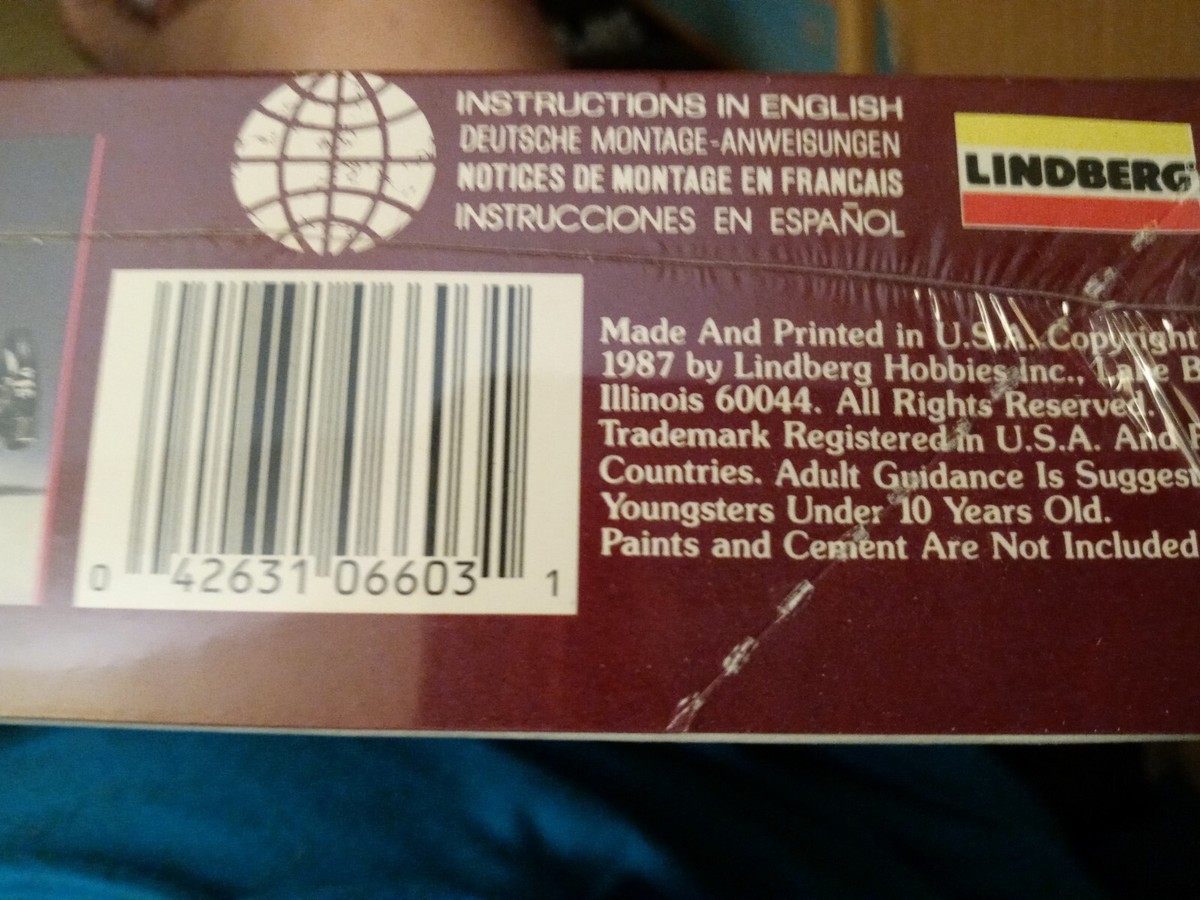 INSTRUCTIONS IN ENGLISH
DEUTSCHE MONTAGE-ANWEISUNGEN
NOTICES DE MONTAGE EN FRANCAIS
INSTRUCCIONES EN ESPAÑOL
LINDBERG
Made And Printed in U.S.A. Copyright
1987 by Lindberg Hobbies Inc., Lake B
Illinois 60044. All Rights Reserved.
Trademark Registered in U.S.A. And
Countries. Adult Guidance Is Suggest
Youngsters Under 10 Years Old.
Paints and Cement Are Not Included
0 42631 06603 1